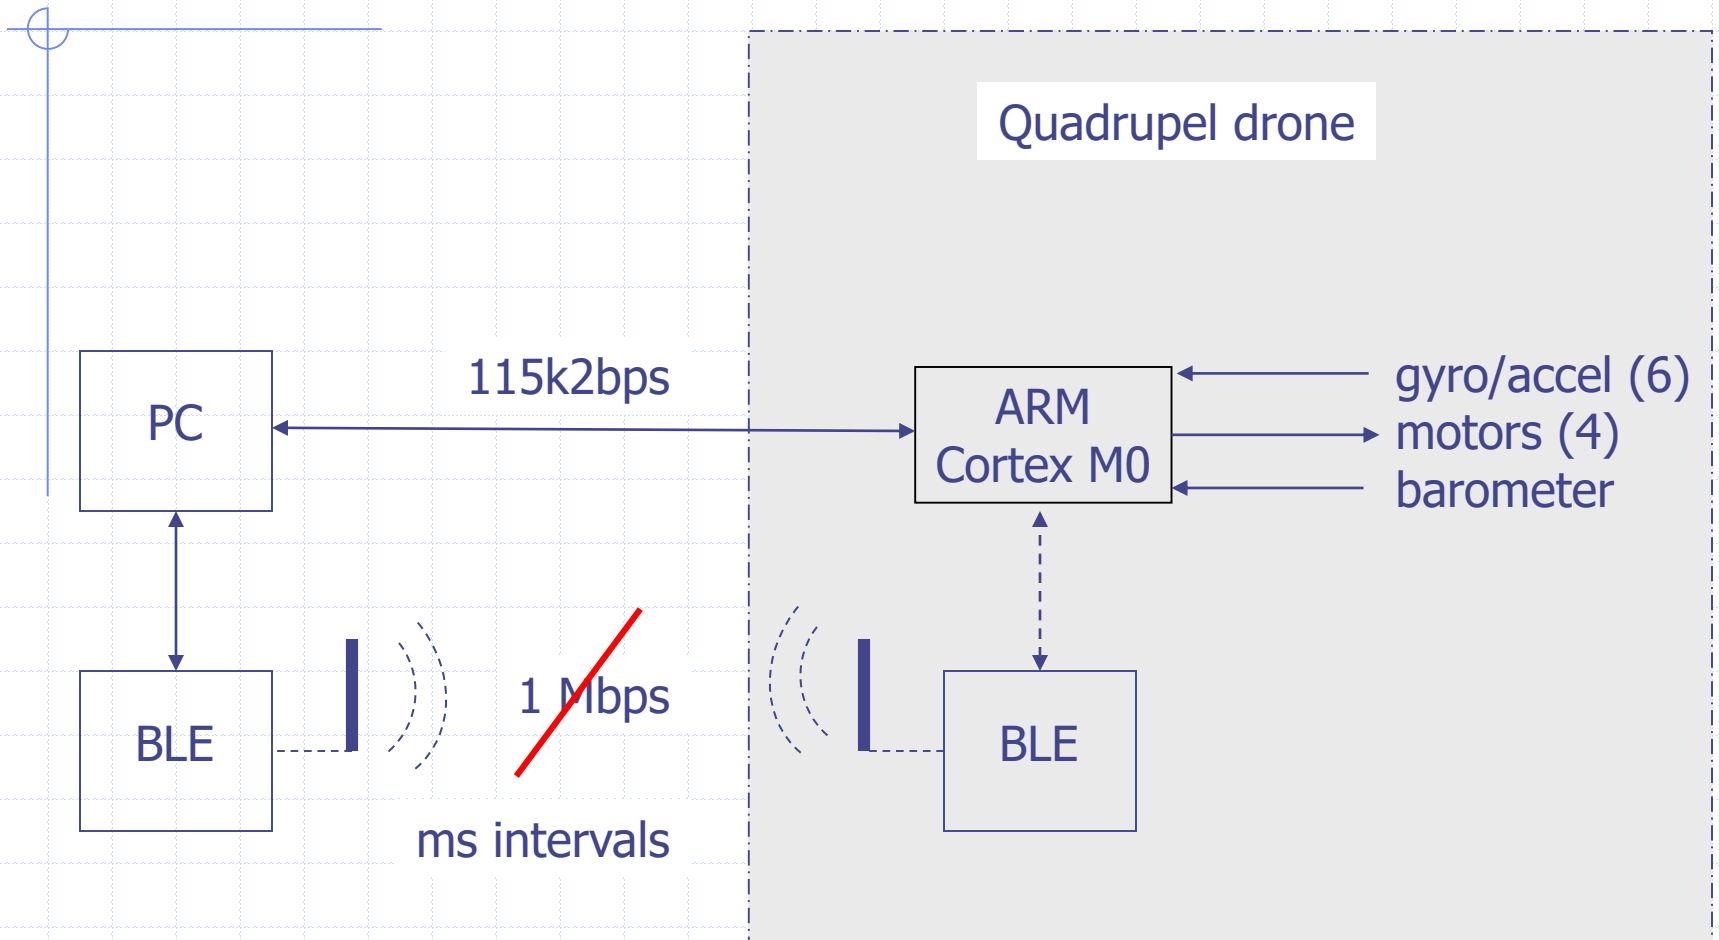 Quadrupel drone
115k2bps
PC
ARM
Cortex M0
gyro/accel (6)
motors (4)
barometer
1 Mbps
BLE
BLE
ms intervals